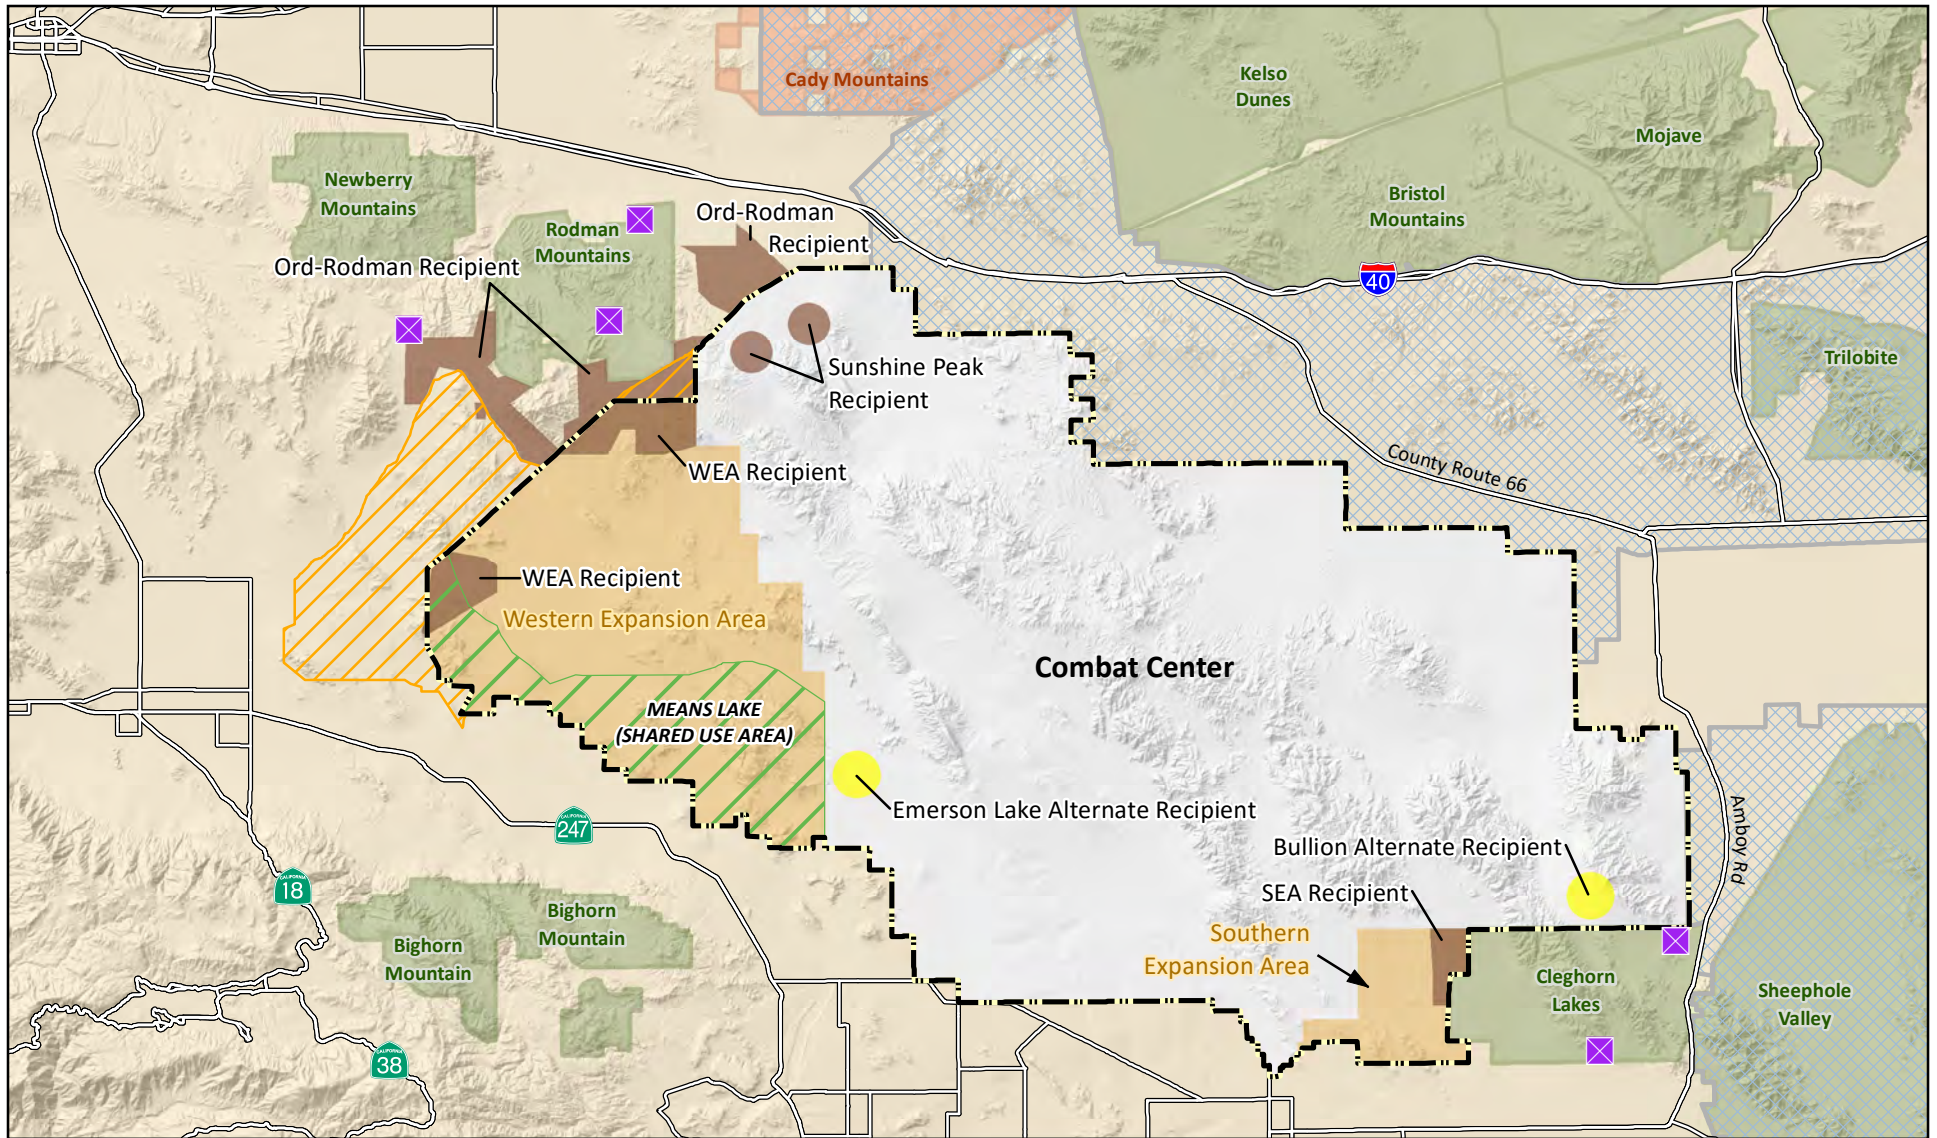 Cady Mountains
Kelso
Dunes
Mojave
Bristol
Mountains
Newberry
Mountains
Rodman
Mountains
Ord-Rodman
Recipient
Ord-Rodman Recipient
40
Trilobite
Sunshine Peak
Recipient
County Route 66
WEA Recipient
WEA Recipient
Western Expansion Area
Combat Center
MEANS LAKE
(SHARED USE AREA)
Emerson Lake Alternate Recipient
CALIFORNIA
247
Amboy Rd
Bullion Alternate Recipient
SEA Recipient
CALIFORNIA
18
Bighorn
Mountain
Bighorn
Mountain
Southern
Expansion Area
Cleghorn
Lakes
Sheephole
Valley
CALIFORNIA
38